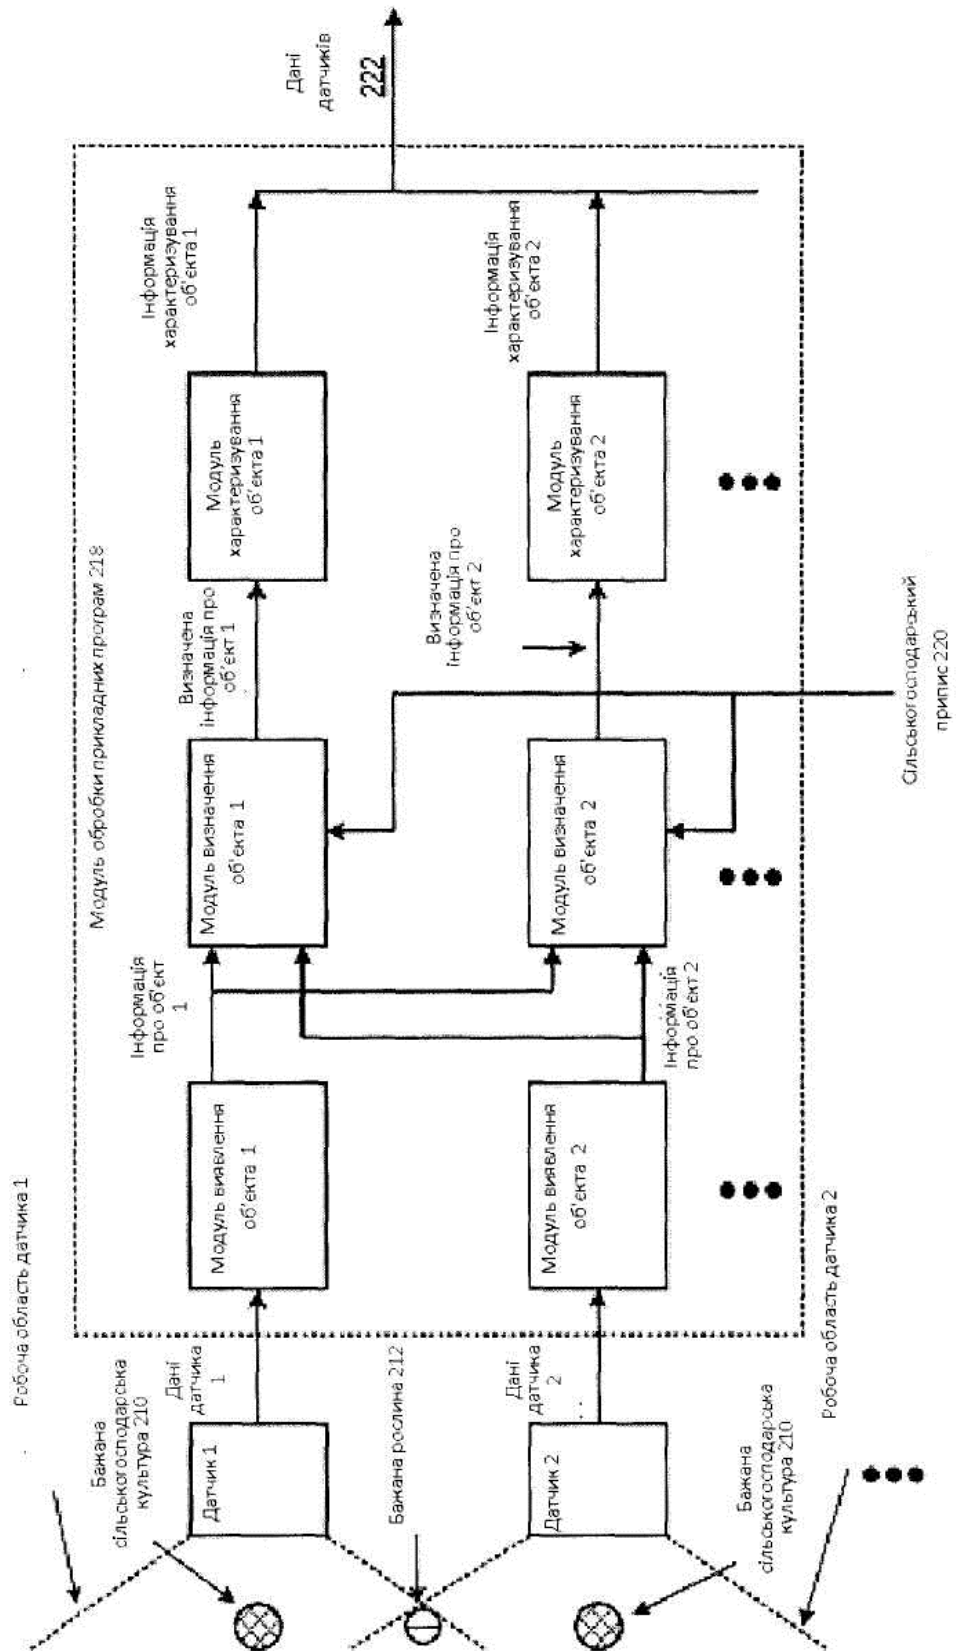 Робоча область датчика 1
Бажана
сільськогосподарська
культура 210
Датчик 1
Дані
датчика
1
Бажана рослина 212
Датчик 2
Дані
датчика
2
Бажана
сільськогосподарська
культура 210
Робоча область датчика 2
Модуль обробки прикладних програм 218
Модуль виявлення
об'єкта 1
Інформація
про об'єкт
1
Модуль визначення
об'єкта 1
Визначена
інформація про
об'єкт 1
Модуль
характеризування
об'єкта 1
Інформація
характеризування
об'єкта 1
Модуль виявлення
об'єкта 2
Інформація
про об'єкт 2
Модуль визначення
об'єкта 2
Визначена
інформація про
об'єкт 2
Модуль
характеризування
об'єкта 2
Інформація
характеризування
об'єкта 2
Сільськогосподарський
припис 220
Дані
датчиків
222